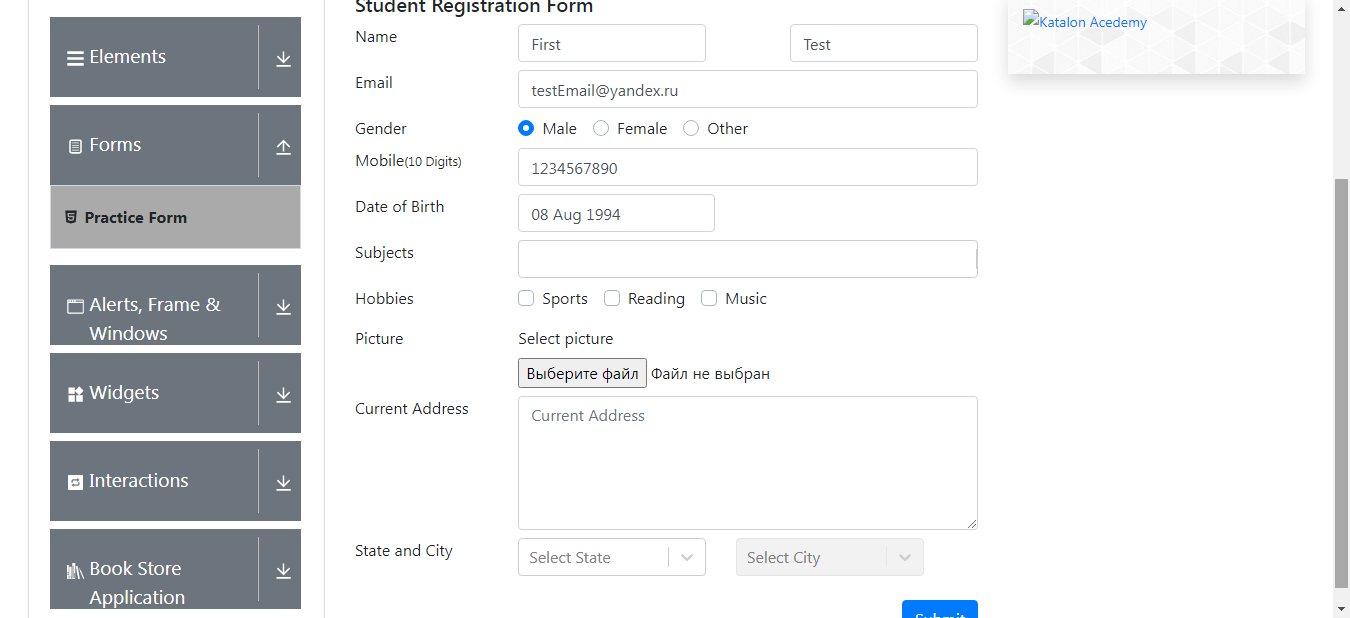 Student Registration Form
Katalon Acedemy
Elements
Name
First
Test
Email
testEmail@yandex.ru
Forms
Gender
Male
Female
Other
Mobile(10 Digits)
1234567890
Practice Form
Date of Birth
08 Aug 1994
Subjects
Hobbies
Sports
Reading
Music
Alerts, Frame &
Windows
Picture
Select picture
Выберите файл
Файл не выбран
Widgets
Current Address
Current Address
Interactions
State and City
Select State
Select City
Book Store
Application
Submit